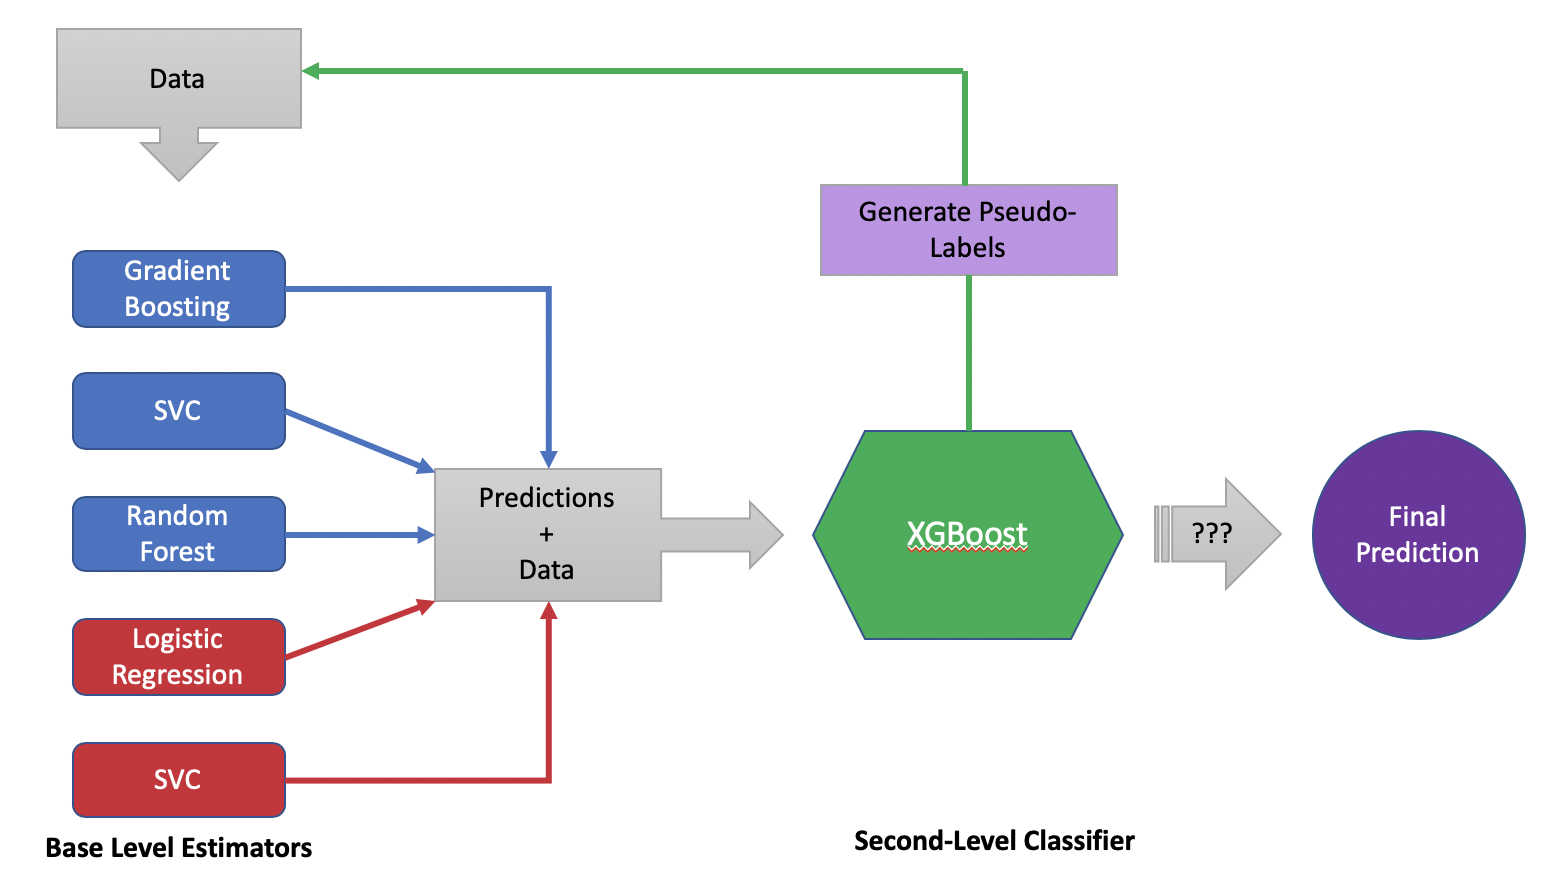 Data
Generate Pseudo-
Labels
Gradient
Boosting
SVC
Random
Forest
Logistic
Regression
SVC
Predictions
+
Data
XGBoost
???
Final
Prediction
Base Level Estimators
Second-Level Classifier